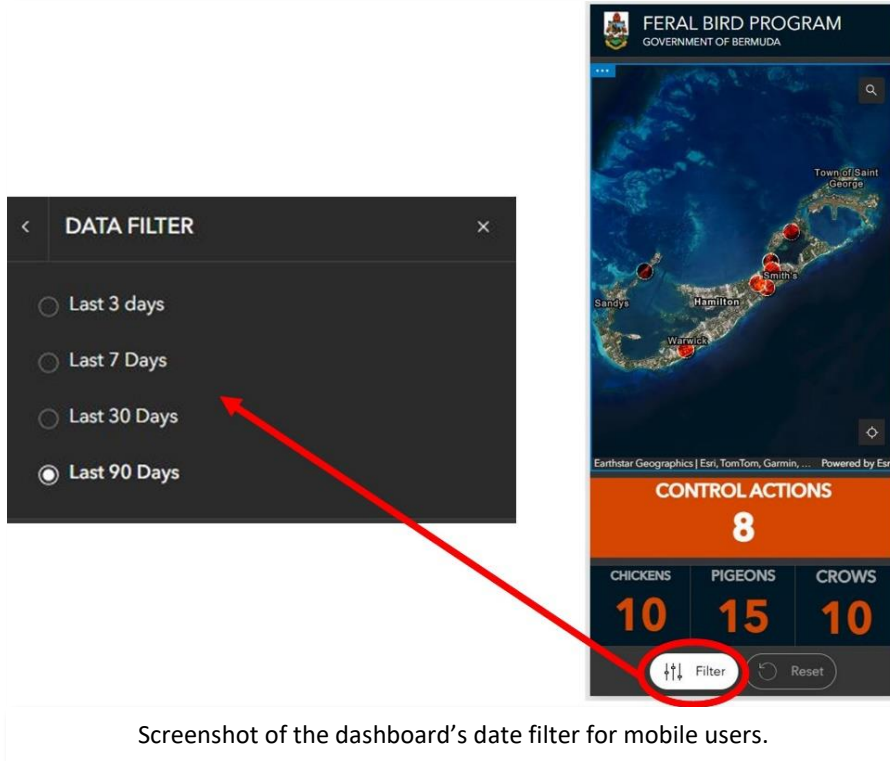 FERAL BIRD PROGRAM
GOVERNMENT OF BERMUDA
Town of Saint
George
Smith's
Sandys
Hamilton
Warwick
Earthstar Geographics | Esri, TomTom, Garmin, ... Powered by Esri
DATA FILTER
Last 3 days
Last 7 Days
Last 30 Days
Last 90 Days
CONTROL ACTIONS
8
CHICKENS PIGEONS CROWS
10 15 10
Filter Reset
Screenshot of the dashboard's date filter for mobile users.